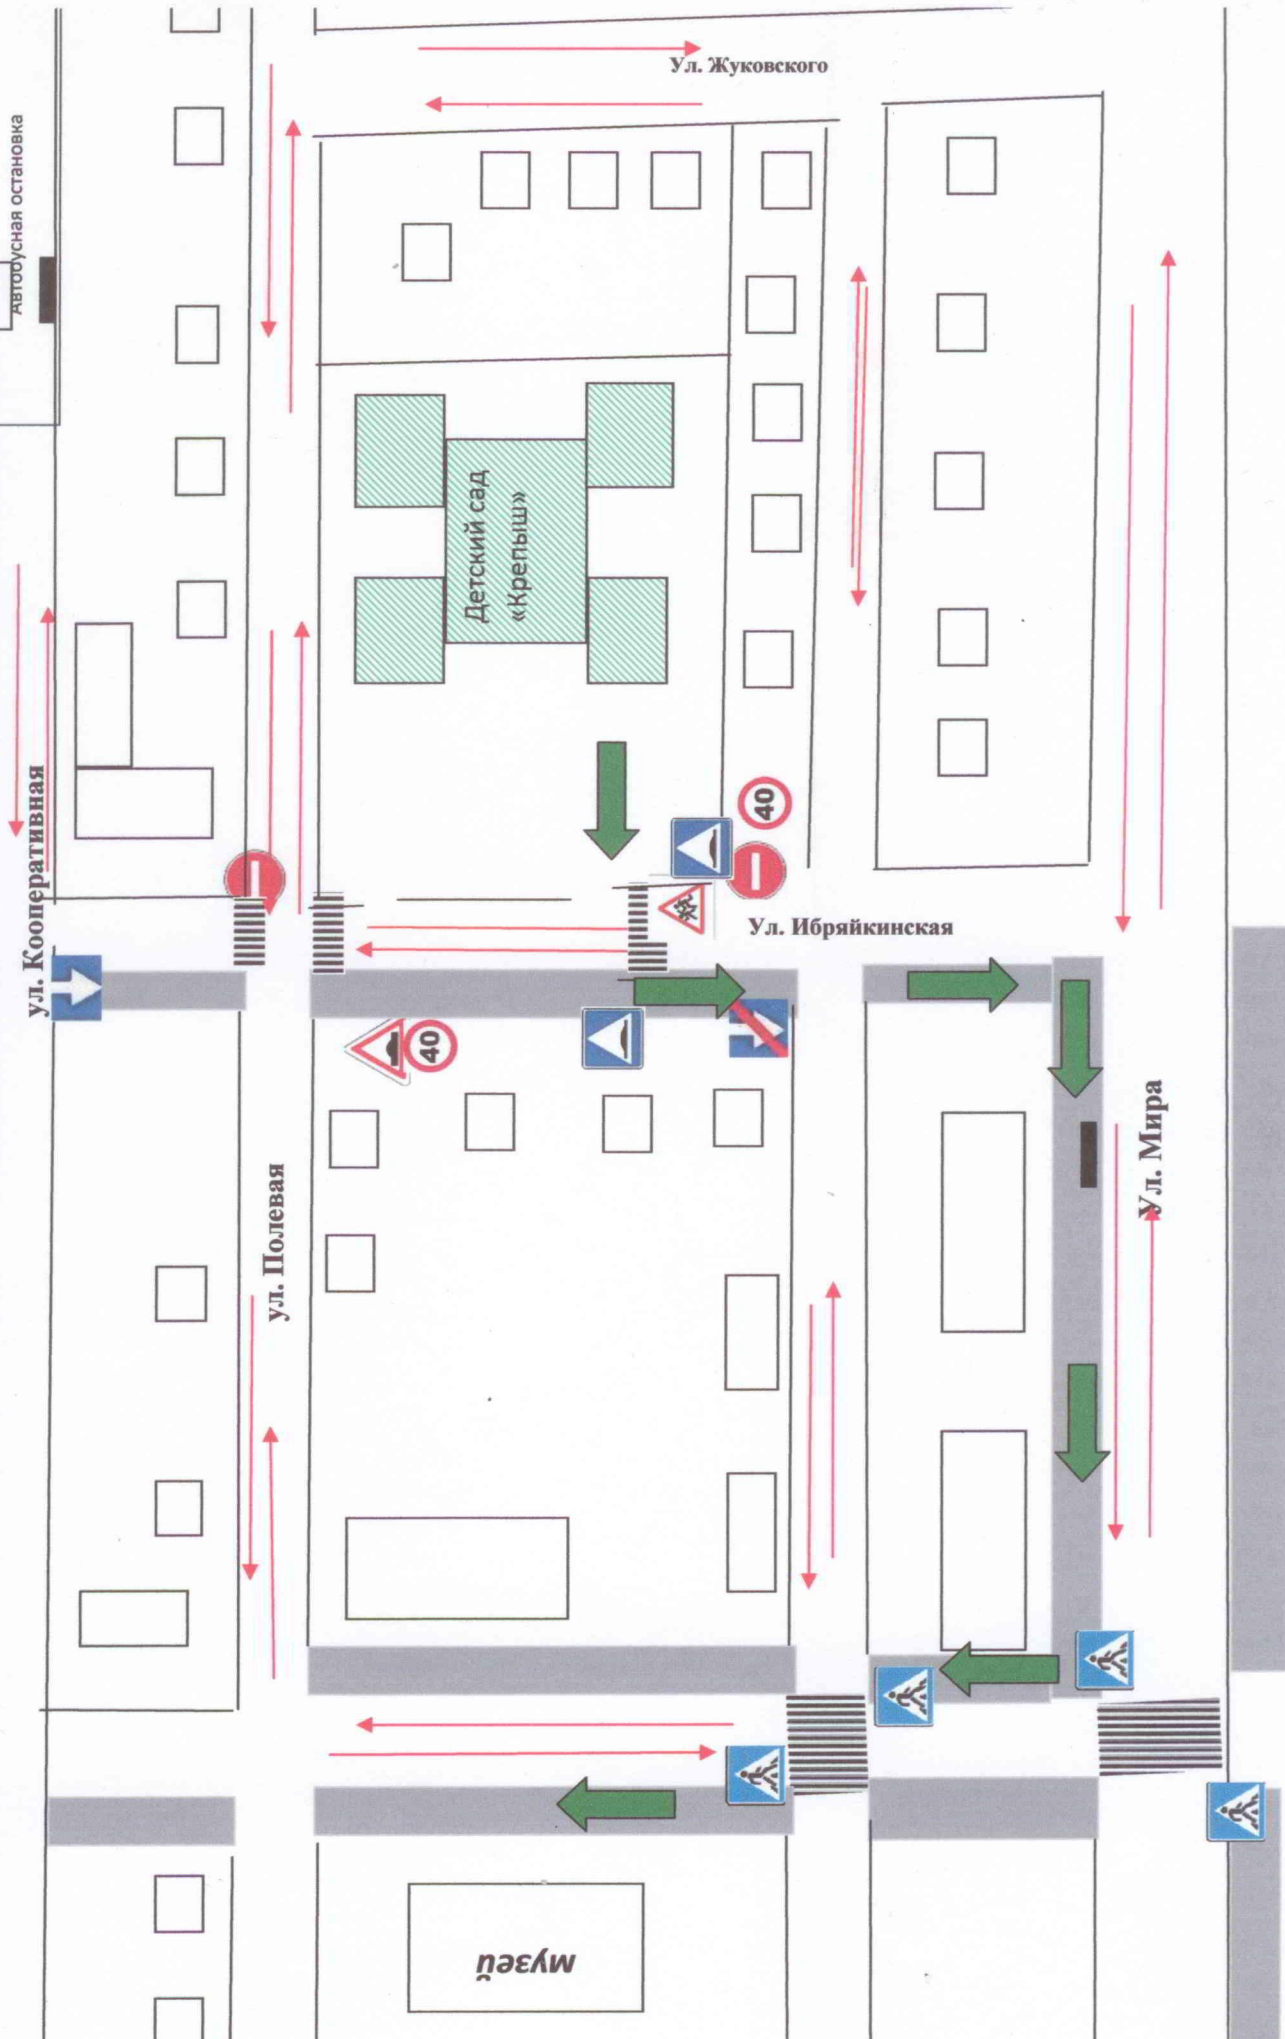 Автобусная остановка
Ул. Жуковского
Детский сад
«Крепыш»
ул. Кооперативная
40
Ул. Ибряйкинская
40
ул. Полевая
Ул. Мира
музей